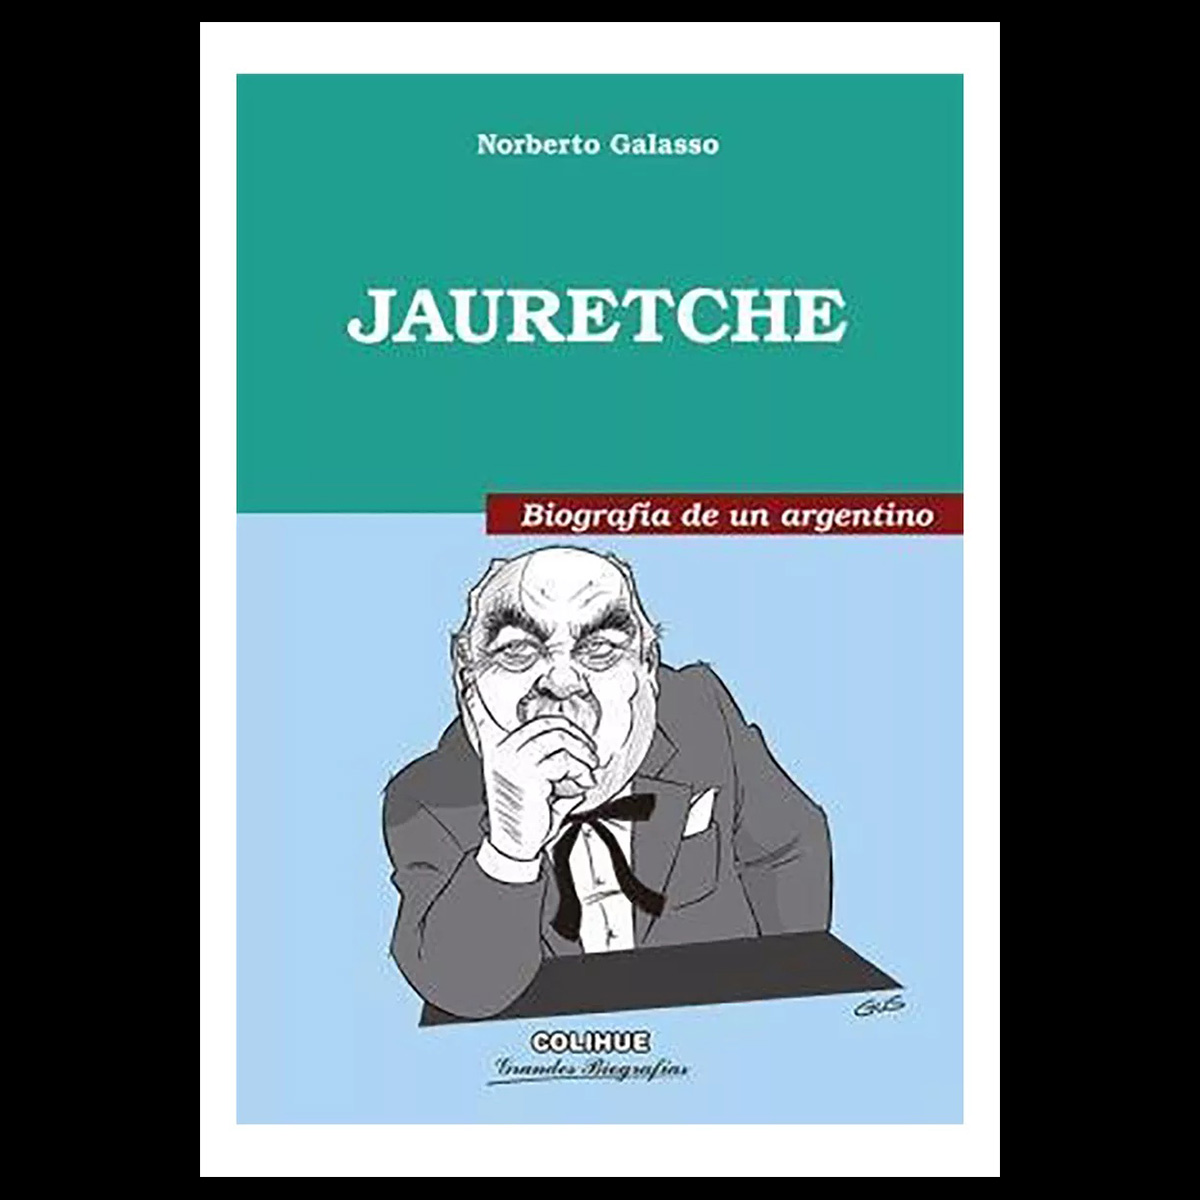 Norberto Galasso
JAURETCHE
Biografía de un argentino
GUS
COLIHUE
Grandes Biografías